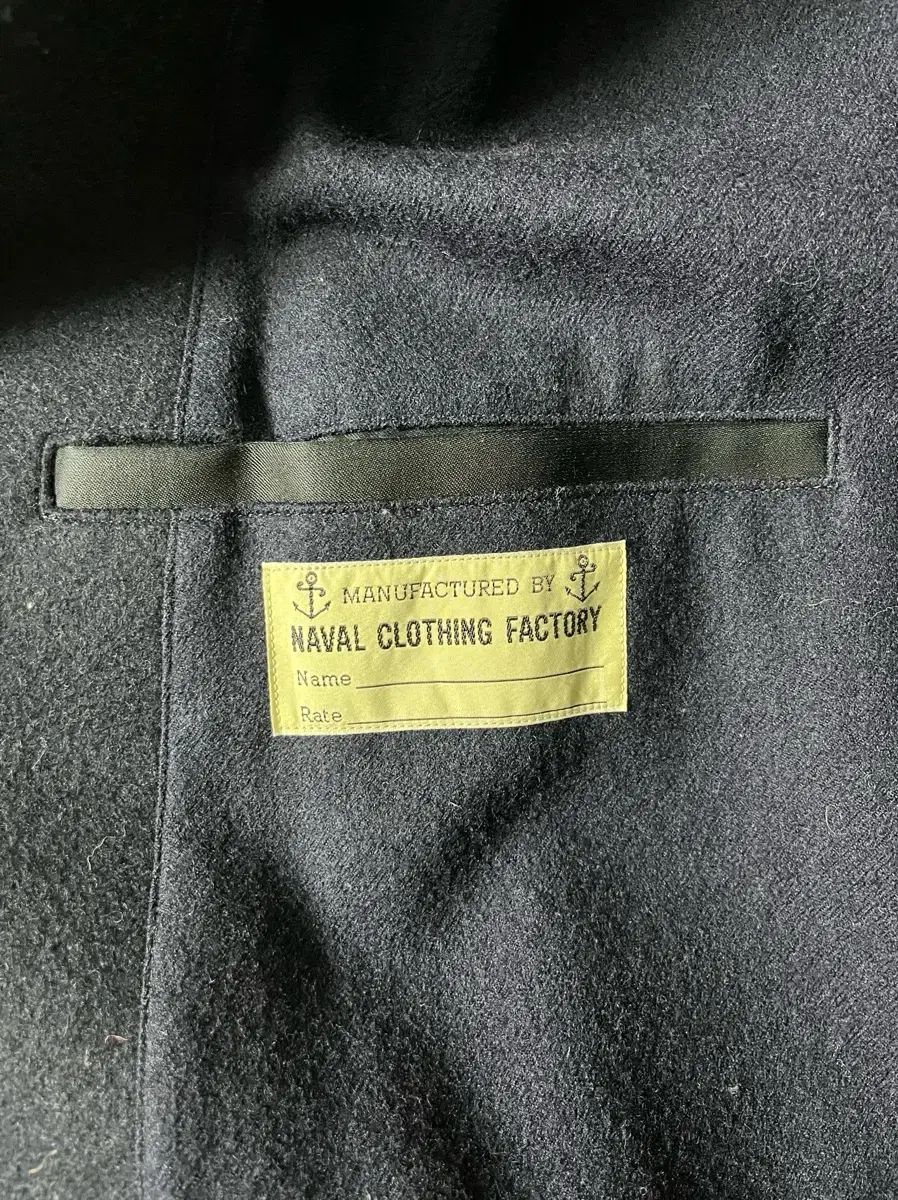 MANUFACTURED BY
NAVAL CLOTHING FACTORY
Name
Rate